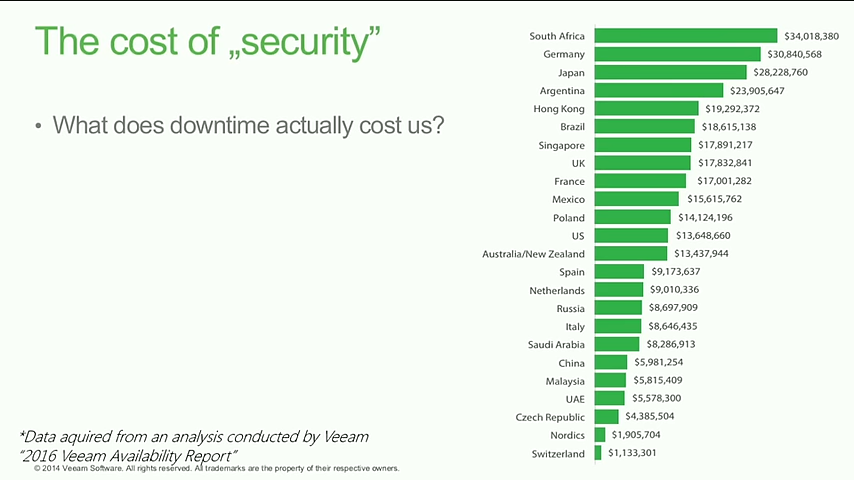 The cost of „security”
• What does downtime actually cost us?
South Africa $34,018,380
Germany $30,840,568
Japan $28,228,760
Argentina $23,905,647
Hong Kong $19,292,372
Brazil $18,615,138
Singapore $17,891,217
UK $17,832,841
France $17,001,282
Mexico $15,615,762
Poland $14,124,196
US $13,648,660
Australia/New Zealand $13,437,944
Spain $9,173,637
Netherlands $9,010,336
Russia $8,697,909
Italy $8,646,435
Saudi Arabia $8,286,913
China $5,981,254
Malaysia $5,815,409
UAE $5,578,300
Czech Republic $4,385,504
Nordics $1,905,704
Switzerland $1,133,301
*Data aquired from an analysis conducted by Veeam
“2016 Veeam Availability Report”
© 2014 Veeam Software. All rights reserved. All trademarks are the property of their respective owners.